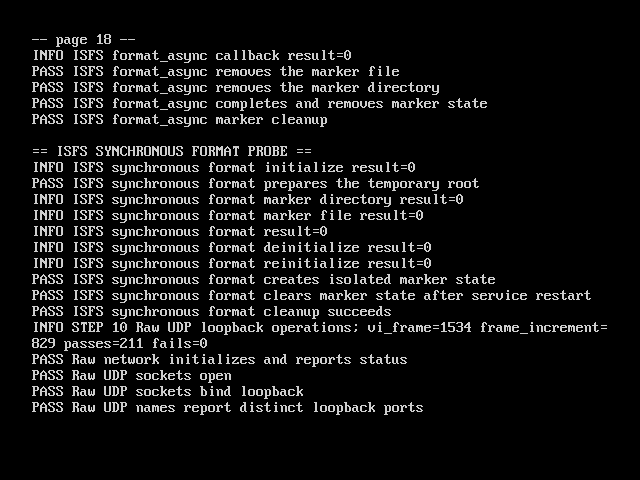 -- page 18 --
INFO ISFS format_async callback result=0
PASS ISFS format_async removes the marker file
PASS ISFS format_async removes the marker directory
PASS ISFS format_async completes and removes marker state
PASS ISFS format_async marker cleanup
== ISFS SYNCHRONOUS FORMAT PROBE ==
INFO ISFS synchronous format initialize result=0
PASS ISFS synchronous format prepares the temporary root
INFO ISFS synchronous format marker directory result=0
INFO ISFS synchronous format marker file result=0
INFO ISFS synchronous format result=0
INFO ISFS synchronous format deinitialize result=0
INFO ISFS synchronous format reinitialize result=0
PASS ISFS synchronous format creates isolated marker state
PASS ISFS synchronous format clears marker state after service restart
PASS ISFS synchronous format cleanup succeeds
INFO STEP 10 Raw UDP loopback operations; vi_frame=1534 frame_increment=
829 passes=211 fails=0
PASS Raw network initializes and reports status
PASS Raw UDP sockets open
PASS Raw UDP sockets bind loopback
PASS Raw UDP names report distinct loopback ports